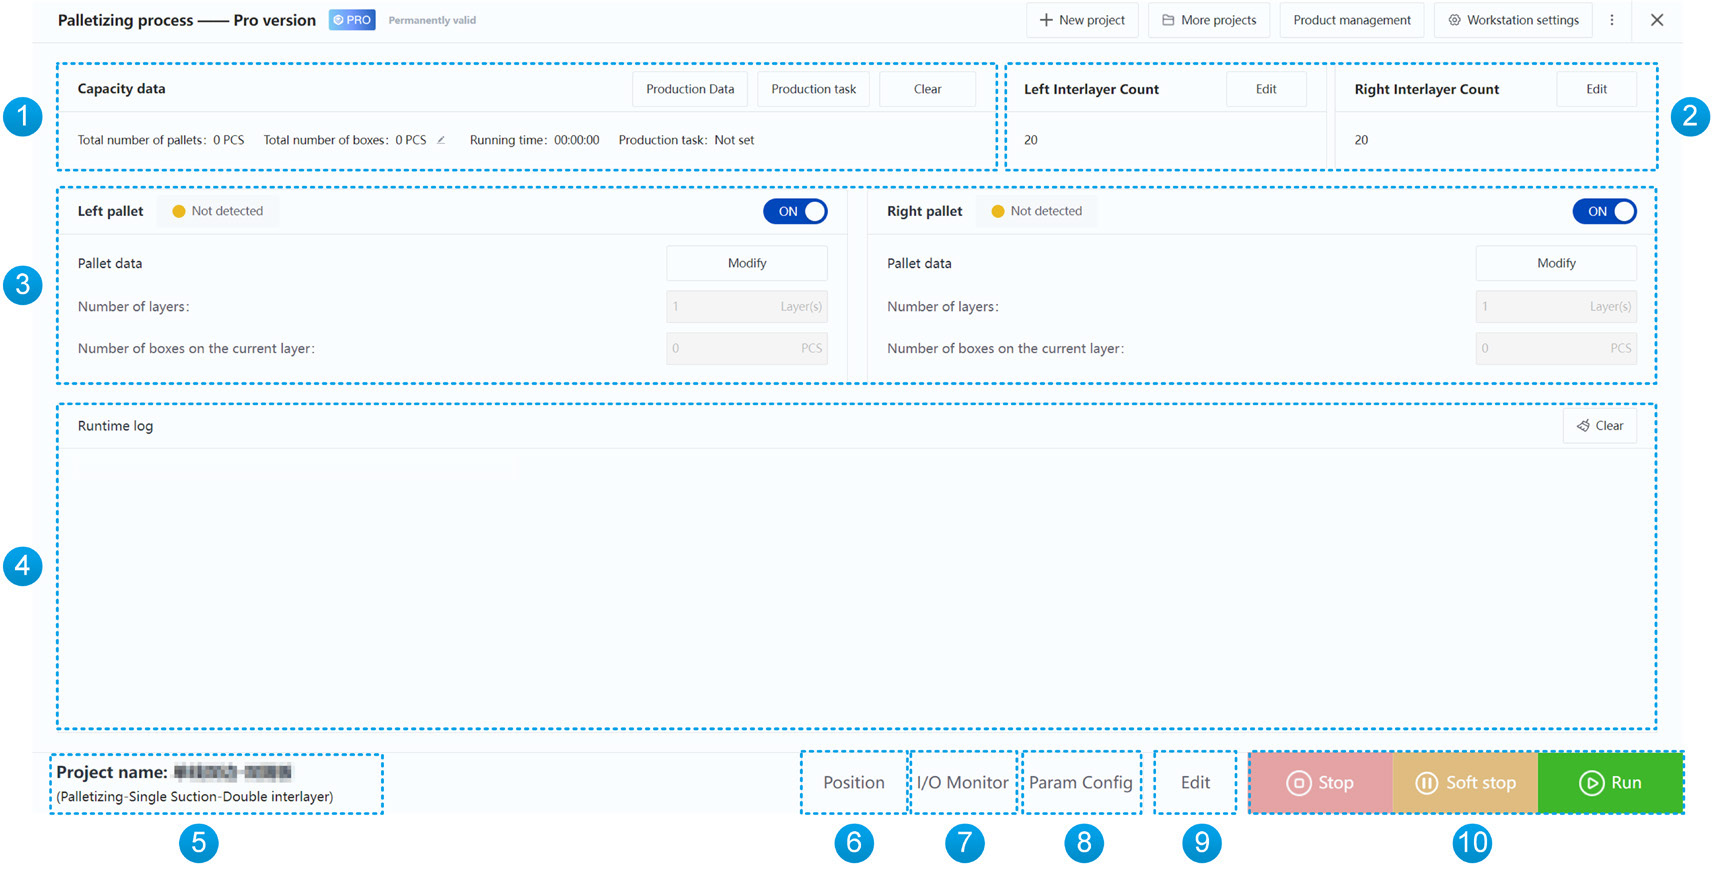 Palletizing process —— Pro version PRO Permanently valid New project More projects Product management Workstation settings
1
Capacity data Production Data Production task Clear
Total number of pallets: 0 PCS Total number of boxes: 0 PCS Running time: 00:00:00 Production task: Not set
Left Interlayer Count Edit
20
Right Interlayer Count Edit
20
2
3
Left pallet Not detected ON
Pallet data Modify
Number of layers: 1 Layer(s)
Number of boxes on the current layer: 0 PCS
Right pallet Not detected ON
Pallet data Modify
Number of layers: 1 Layer(s)
Number of boxes on the current layer: 0 PCS
4
Runtime log Clear
Project name:
(Palletizing-Single Suction-Double interlayer)
Position I/O Monitor Param Config Edit Stop Soft stop Run
5 6 7 8 9 10